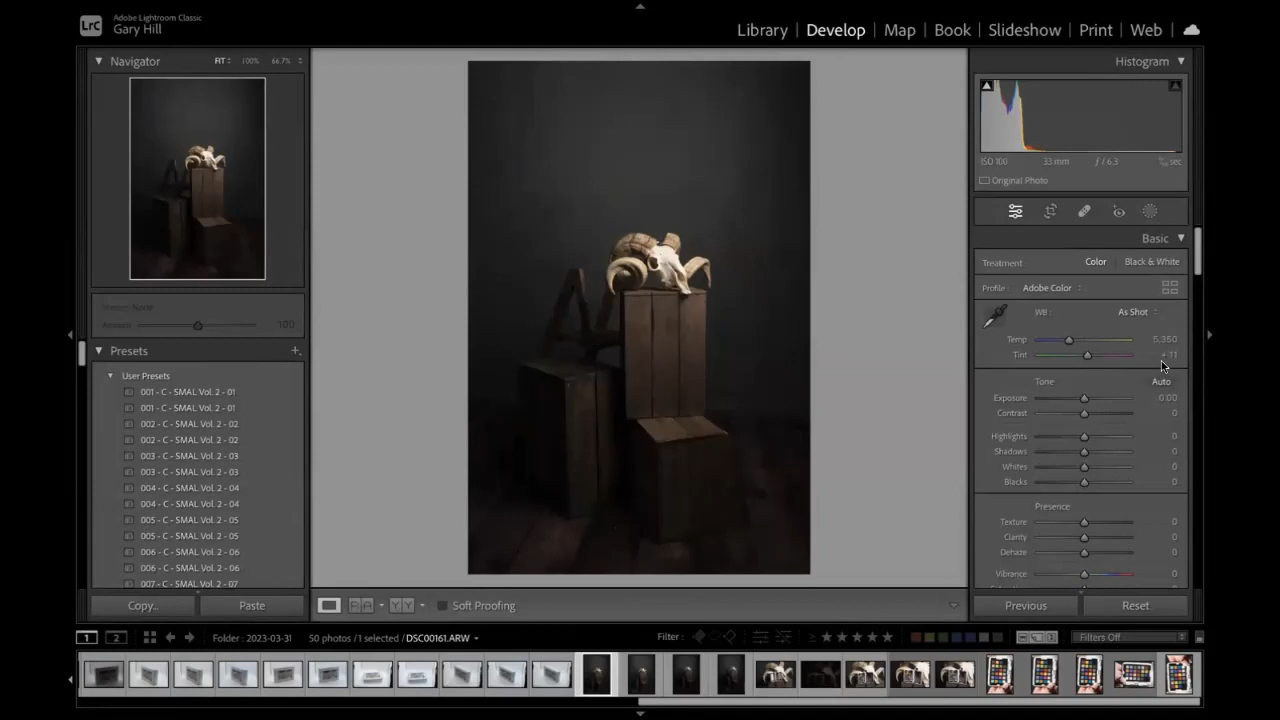 LrC Adobe Lightroom Classic
Gary Hill
Library | Develop | Map | Book | Slideshow | Print | Web
Navigator FIT 100% 66.7%
Histogram
ISO 100 33 mm ƒ / 6.3 sec
Original Photo
Basic
Treatment Color Black & White
Profile : Adobe Color
WB : As Shot
Temp 5,350
Tint + 11
Tone Auto
Exposure 0.00
Contrast 0
Highlights 0
Shadows 0
Whites 0
Blacks 0
Presence
Texture 0
Clarity 0
Dehaze 0
Vibrance 0
Preset: None
Amount 100
Presets +
User Presets
001 - C - SMAL Vol. 2 - 01
001 - C - SMAL Vol. 2 - 01
002 - C - SMAL Vol. 2 - 02
002 - C - SMAL Vol. 2 - 02
003 - C - SMAL Vol. 2 - 03
003 - C - SMAL Vol. 2 - 03
004 - C - SMAL Vol. 2 - 04
004 - C - SMAL Vol. 2 - 04
005 - C - SMAL Vol. 2 - 05
005 - C - SMAL Vol. 2 - 05
006 - C - SMAL Vol. 2 - 06
006 - C - SMAL Vol. 2 - 06
007 - C - SMAL Vol. 2 - 07
Copy... Paste
R A Y Y Soft Proofing
Previous Reset
1 2 Folder : 2023-03-31 50 photos / 1 selected / DSC00161.ARW
Filter : ≥ ★★★★★ Filters Off